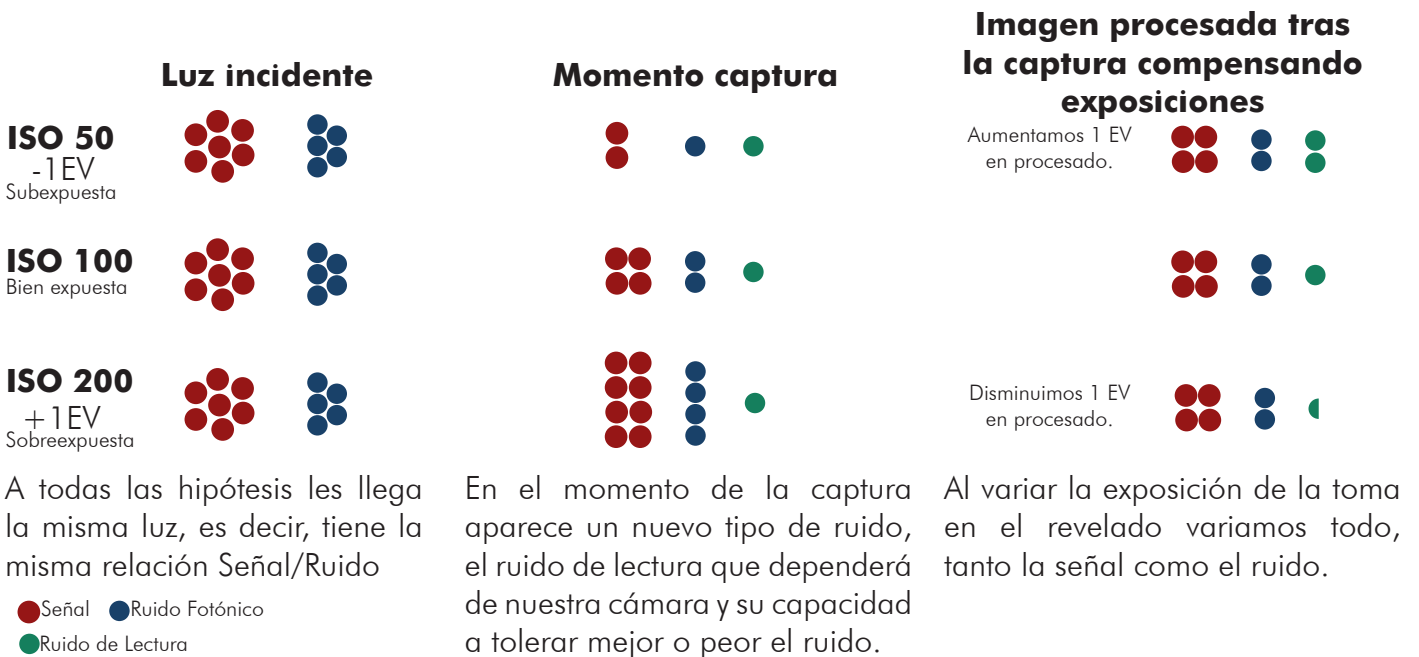 Luz incidente
Momento captura
Imagen procesada tras
la captura compensando
exposiciones
ISO 50
-1EV
Subexpuesta
Aumentamos 1 EV
en procesado.
ISO 100
Bien expuesta
ISO 200
+1EV
Sobreexpuesta
Disminuimos 1 EV
en procesado.
A todas las hipótesis les llega
la misma luz, es decir, tiene la
misma relación Señal/Ruido
Señal
Ruido Fotónico
Ruido de Lectura
En el momento de la captura
aparece un nuevo tipo de ruido,
el ruido de lectura que dependerá
de nuestra cámara y su capacidad
a tolerar mejor o peor el ruido.
Al variar la exposición de la toma
en el revelado variamos todo,
tanto la señal como el ruido.